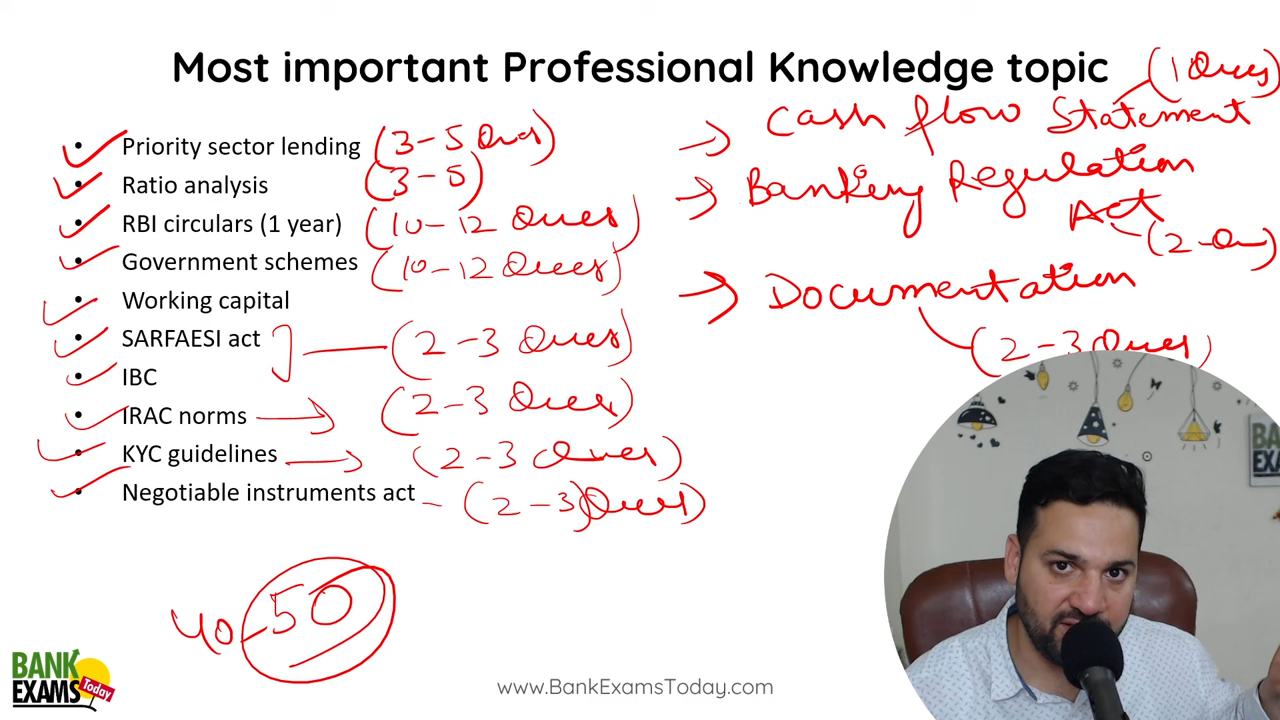 Most important Professional Knowledge topic
• Priority sector lending (3-5 Ques)
• Ratio analysis (3-5)
• RBI circulars (1 year) (10-12 Ques)
• Government schemes (10-12 Ques)
• Working capital
• SARFAESI act (2-3 Ques)
• IBC
• IRAC norms (2-3 Ques)
• KYC guidelines (2-3 Ques)
• Negotiable instruments act - (2-3) Ques)
40-50
→ Cash flow Statement (1 Ques)
→ Banking Regulation
Act (2-Qu)
→ Documentation
(2-3 Ques)
BANK
EXAMS
Today
www.BankExamsToday.com
BANK